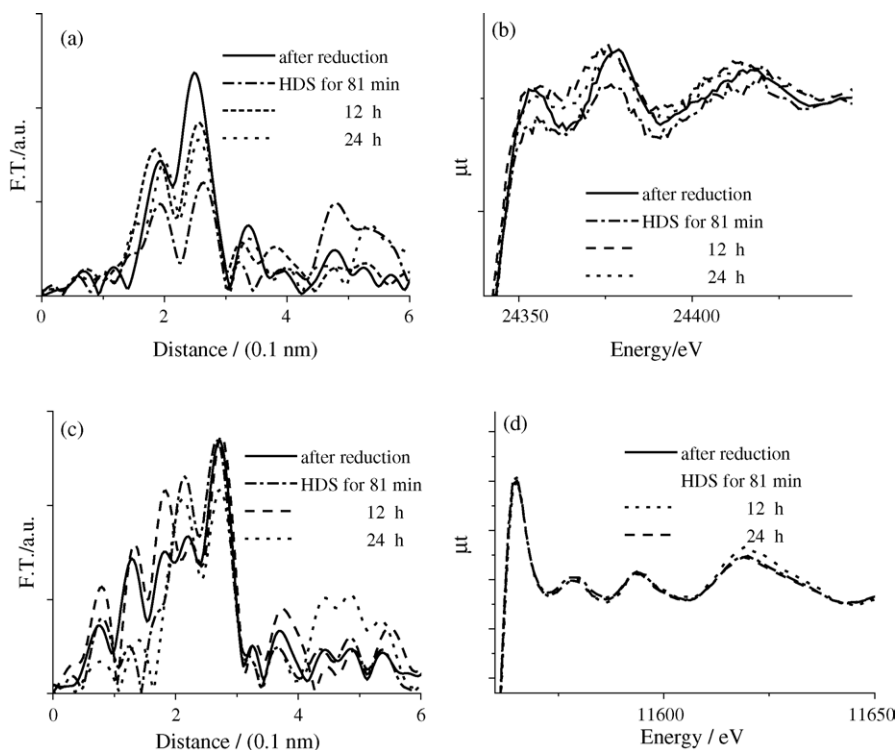 (a)
after reduction
HDS for 81 min
12 h
24 h
F.T./a.u.
0 2 4 6
Distance / (0.1 nm)
(b)
after reduction
HDS for 81 min
12 h
24 h
μt
24350 24400
Energy/eV
(c)
after reduction
HDS for 81 min
12 h
24 h
F.T./a.u.
0 2 4 6
Distance / (0.1 nm)
(d)
after reduction
HDS for 81 min
12 h
24 h
μt
11600 11650
Energy / eV